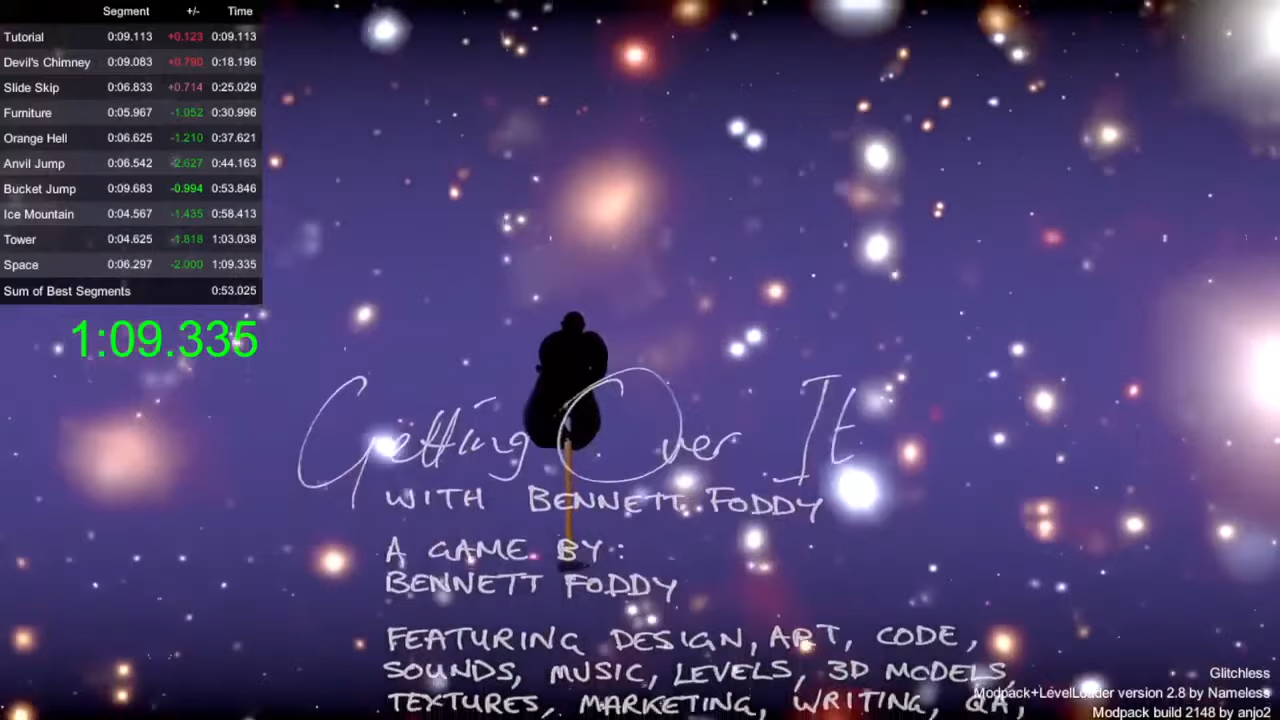 Segment +/- Time
Tutorial 0:09.113 +0.123 0:09.113
Devil's Chimney 0:09.083 +0.790 0:18.196
Slide Skip 0:06.833 +0.714 0:25.029
Furniture 0:05.967 -1.052 0:30.996
Orange Hell 0:06.625 -1.210 0:37.621
Anvil Jump 0:06.542 -2.627 0:44.163
Bucket Jump 0:09.683 -0.994 0:53.846
Ice Mountain 0:04.567 -1.435 0:58.413
Tower 0:04.625 -1.818 1:03.038
Space 0:06.297 -2.000 1:09.335
Sum of Best Segments 0:53.025
1:09.335
Getting Over It
WITH BENNETT FODDY
A GAME BY:
BENNETT FODDY
FEATURING DESIGN, ART, CODE,
SOUNDS, MUSIC, LEVELS, 3D MODELS,
TEXTURES, MARKETING, WRITING, QA,
Glitchless
Modpack+LevelLoader version 2.8 by Nameless
Modpack build 2148 by anjo2